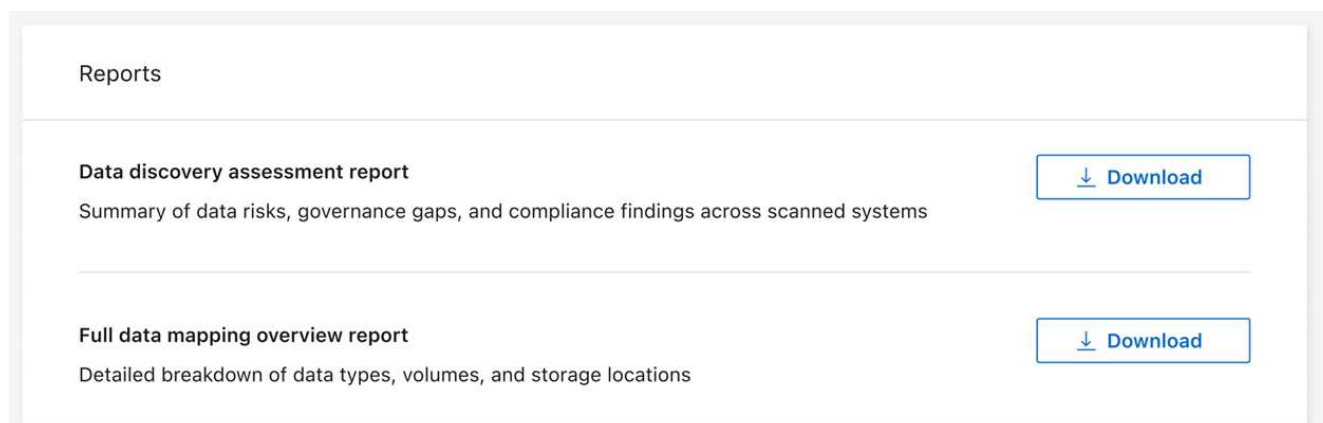 Reports
Data discovery assessment report
Download
Summary of data risks, governance gaps, and compliance findings across scanned systems
Full data mapping overview report
Download
Detailed breakdown of data types, volumes, and storage locations